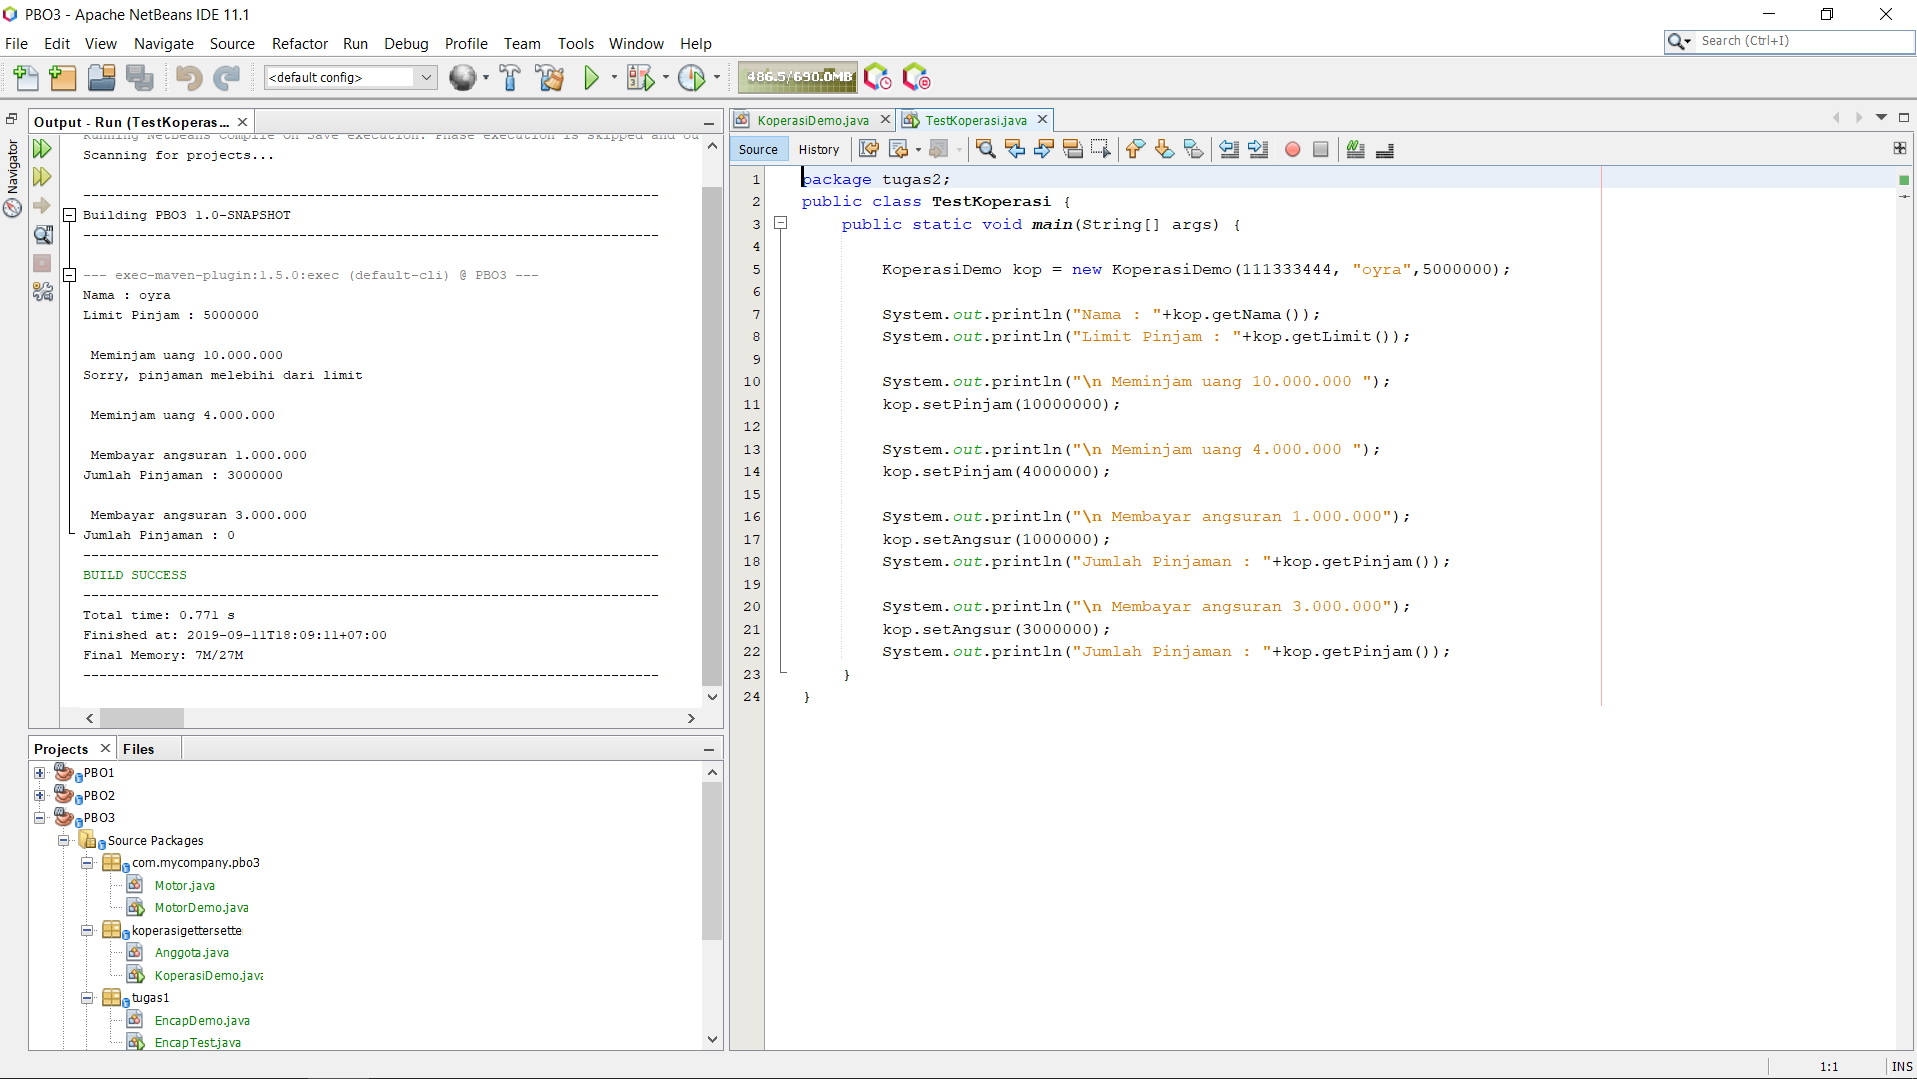 PBO3 - Apache NetBeans IDE 11.1
File Edit View Navigate Source Refactor Run Debug Profile Team Tools Window Help
Search (Ctrl+I)
<default config>
486.5/690.0MB
Navigator
Output - Run (TestKoperas...
Running NetBeans Compile On Save execution. Phase execution is skipped and ou
Scanning for projects...
------------------------------------------------------------------------
Building PBO3 1.0-SNAPSHOT
------------------------------------------------------------------------
--- exec-maven-plugin:1.5.0:exec (default-cli) @ PBO3 ---
Nama : oyra
Limit Pinjam : 5000000
Meminjam uang 10.000.000
Sorry, pinjaman melebihi dari limit
Meminjam uang 4.000.000
Membayar angsuran 1.000.000
Jumlah Pinjaman : 3000000
Membayar angsuran 3.000.000
Jumlah Pinjaman : 0
------------------------------------------------------------------------
BUILD SUCCESS
------------------------------------------------------------------------
Total time: 0.771 s
Finished at: 2019-09-11T18:09:11+07:00
Final Memory: 7M/27M
------------------------------------------------------------------------
Projects Files
PBO1
PBO2
PBO3
Source Packages
com.mycompany.pbo3
Motor.java
MotorDemo.java
koperasigettersette
Anggota.java
KoperasiDemo.java
tugas1
EncapDemo.java
EncapTest.java
KoperasiDemo.java TestKoperasi.java
Source History
1 package tugas2;
2 public class TestKoperasi {
3 public static void main(String[] args) {
4
5 KoperasiDemo kop = new KoperasiDemo(111333444, "oyra",5000000);
6
7 System.out.println("Nama : "+kop.getNama());
8 System.out.println("Limit Pinjam : "+kop.getLimit());
9
10 System.out.println("\n Meminjam uang 10.000.000 ");
11 kop.setPinjam(10000000);
12
13 System.out.println("\n Meminjam uang 4.000.000 ");
14 kop.setPinjam(4000000);
15
16 System.out.println("\n Membayar angsuran 1.000.000");
17 kop.setAngsur(1000000);
18 System.out.println("Jumlah Pinjaman : "+kop.getPinjam());
19
20 System.out.println("\n Membayar angsuran 3.000.000");
21 kop.setAngsur(3000000);
22 System.out.println("Jumlah Pinjaman : "+kop.getPinjam());
23 }
24 }
1:1 INS